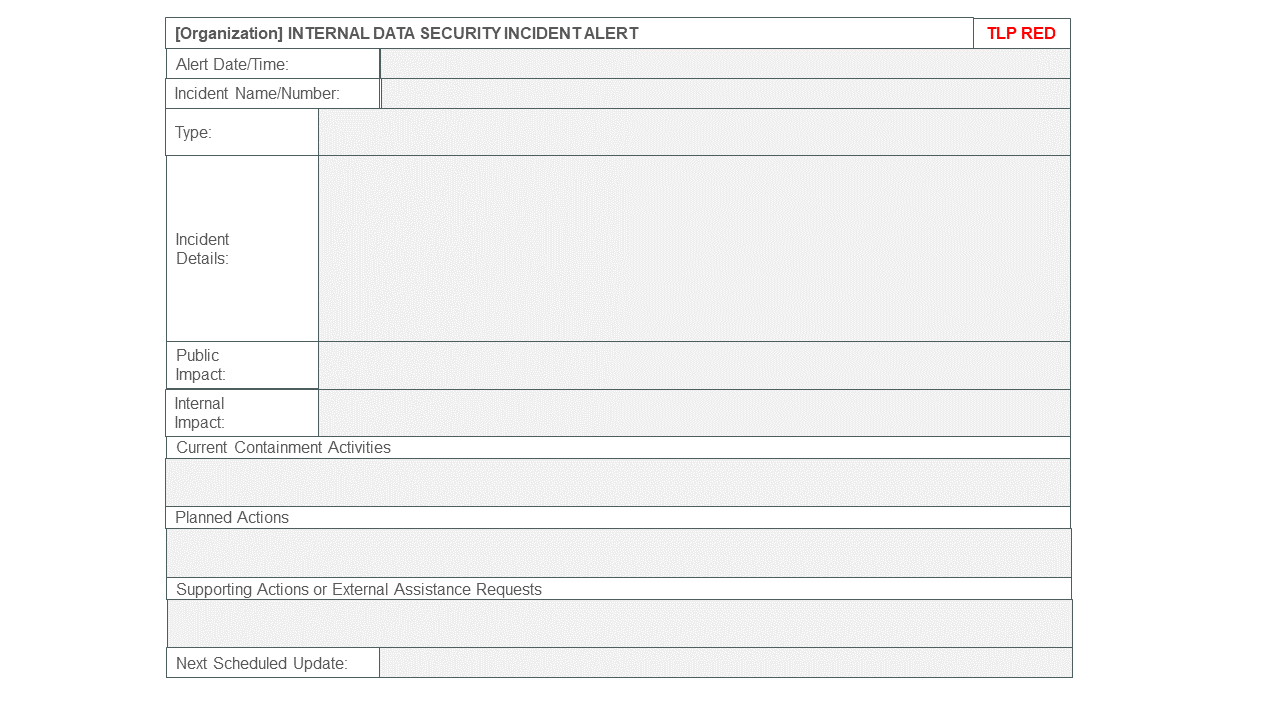 [Organization] INTERNAL DATA SECURITY INCIDENT ALERT
TLP RED
Alert Date/Time:
Incident Name/Number:
Type:
Incident
Details:
Public
Impact:
Internal
Impact:
Current Containment Activities
Planned Actions
Supporting Actions or External Assistance Requests
Next Scheduled Update: